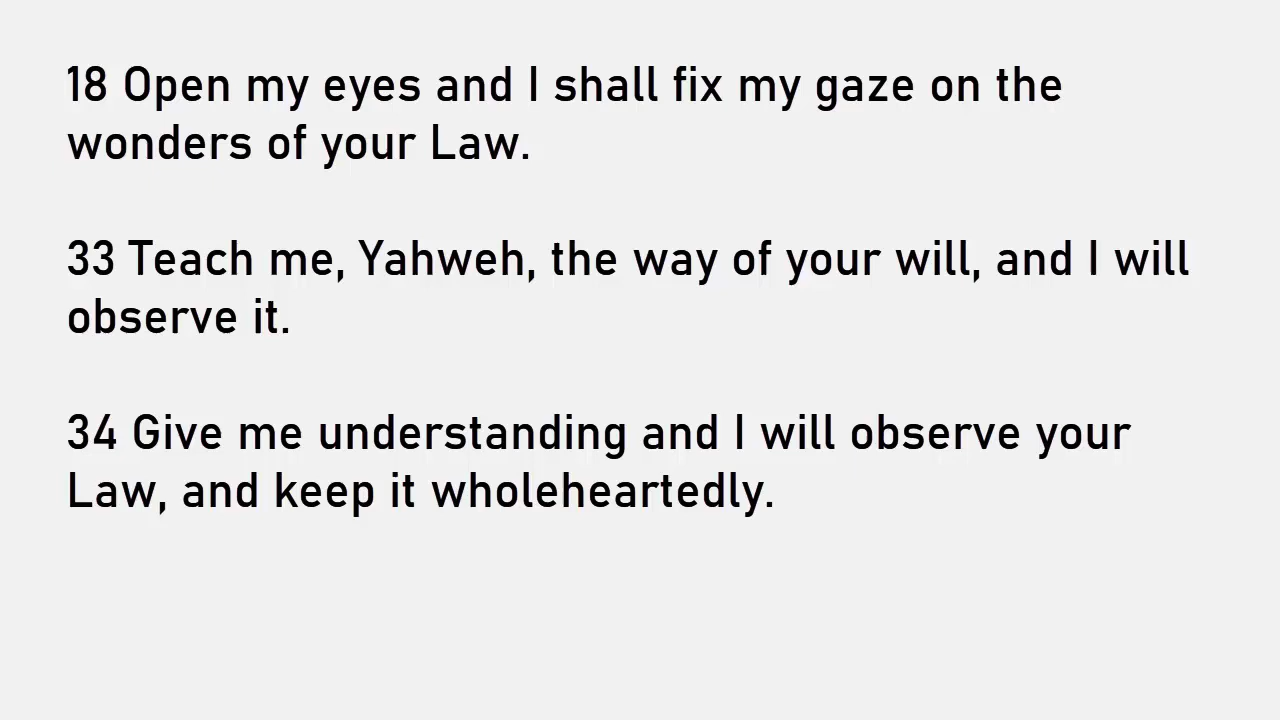 18 Open my eyes and I shall fix my gaze on the
wonders of your Law.
33 Teach me, Yahweh, the way of your will, and I will
observe it.
34 Give me understanding and I will observe your
Law, and keep it wholeheartedly.